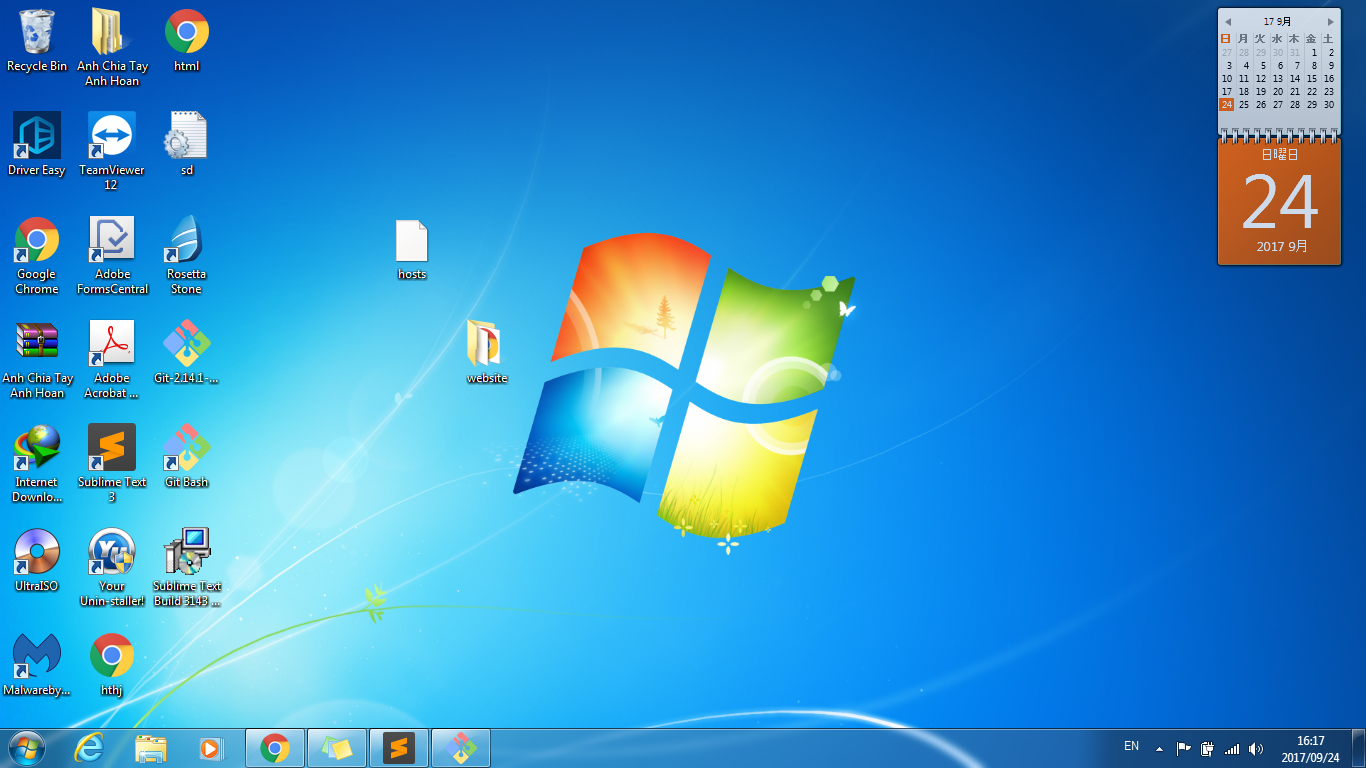 Recycle Bin
Anh Chia Tay
Anh Hoan
html
Driver Easy
TeamViewer
12
sd
Google
Chrome
Adobe
FormsCentral
Rosetta
Stone
Anh Chia Tay
Anh Hoan
Adobe
Acrobat ...
Git-2.14.1-...
Internet
Downlo...
Sublime Text
3
Git Bash
UltraISO
Your
Unin-staller!
Sublime Text
Build 3143 ...
Malwareby...
hthj
hosts
website
17 9月
日 月 火 水 木 金 土
27 28 29 30 31 1 2
3 4 5 6 7 8 9
10 11 12 13 14 15 16
17 18 19 20 21 22 23
24 25 26 27 28 29 30
日曜日
24
2017 9月
EN
16:17
2017/09/24